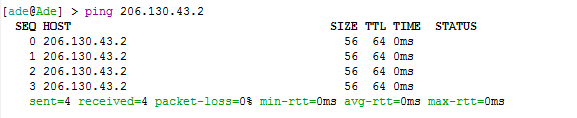 [ade@Ade] > ping 206.130.43.2
SEQ HOST SIZE TTL TIME STATUS
0 206.130.43.2 56 64 0ms
1 206.130.43.2 56 64 0ms
2 206.130.43.2 56 64 0ms
3 206.130.43.2 56 64 0ms
sent=4 received=4 packet-loss=0% min-rtt=0ms avg-rtt=0ms max-rtt=0ms